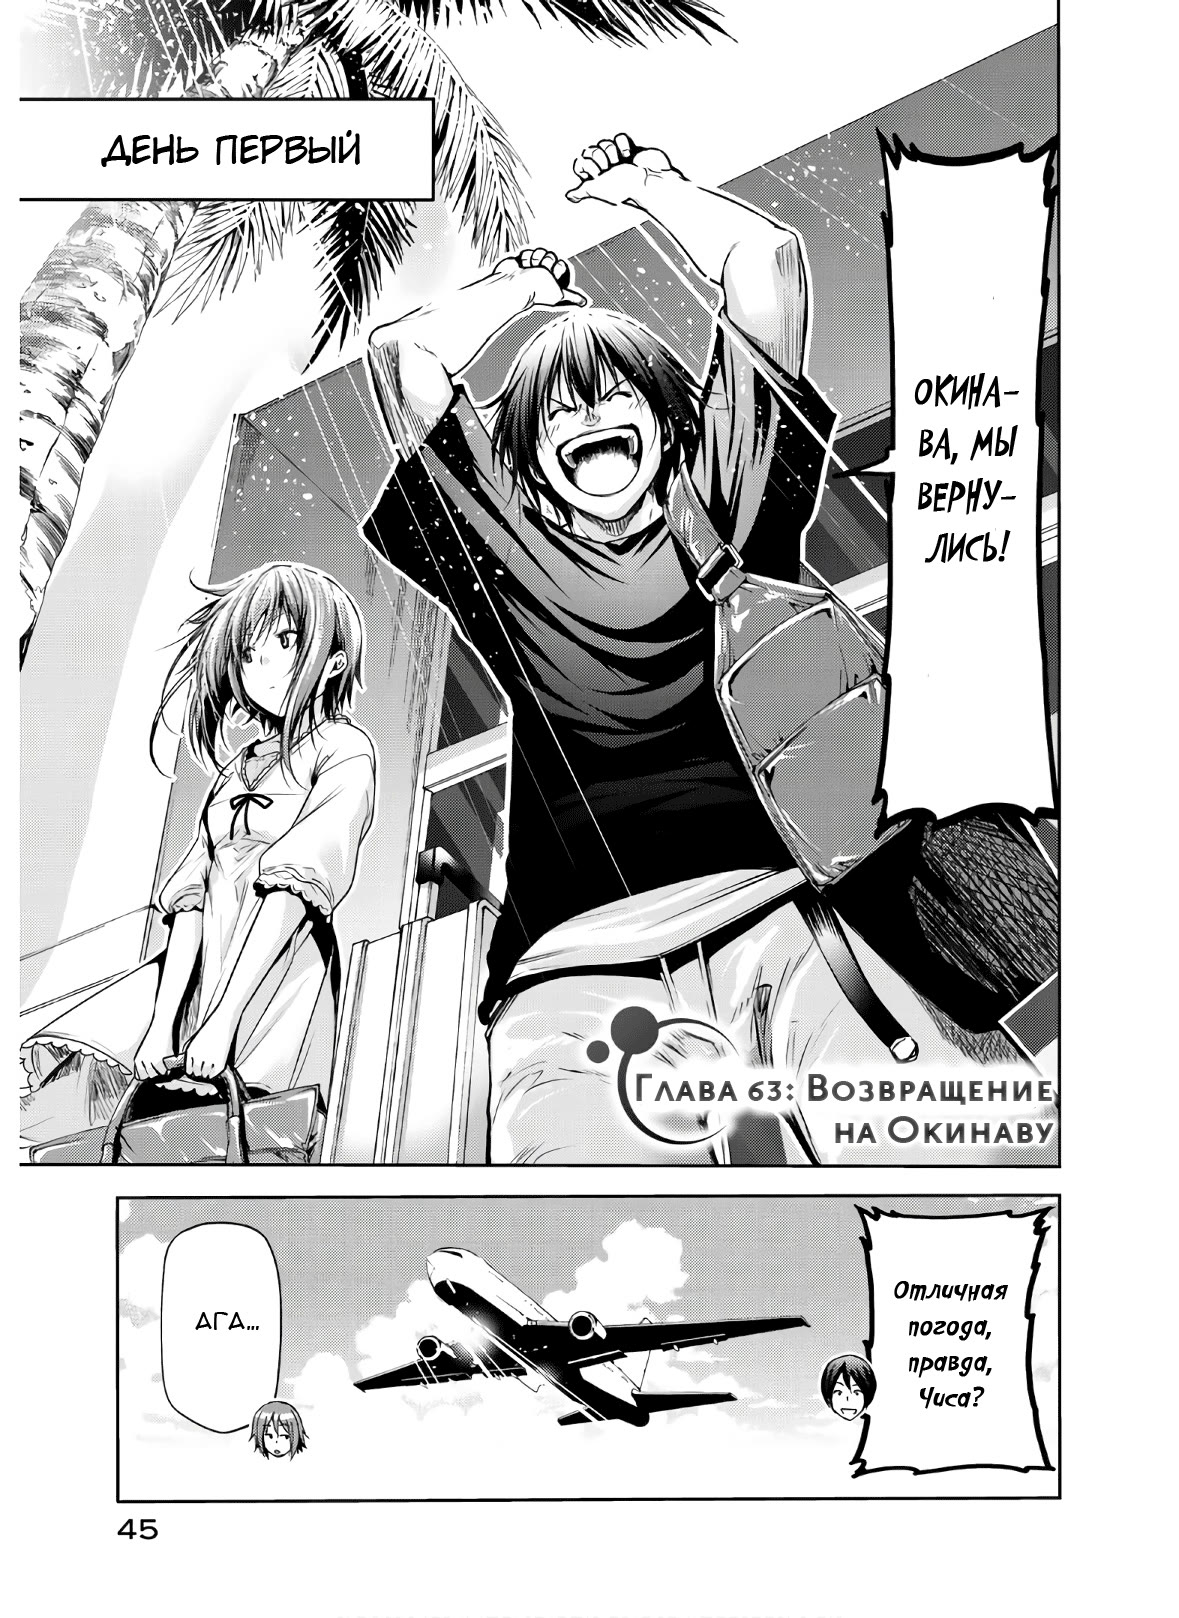 ДЕНЬ ПЕРВЫЙ
ОКИНА-
ВА, МЫ
ВЕРНУ-
ЛИСЬ!
Глава 63: Возвращение
на Окинаву
Отличная
погода,
правда,
Чиса?
АГА...
45